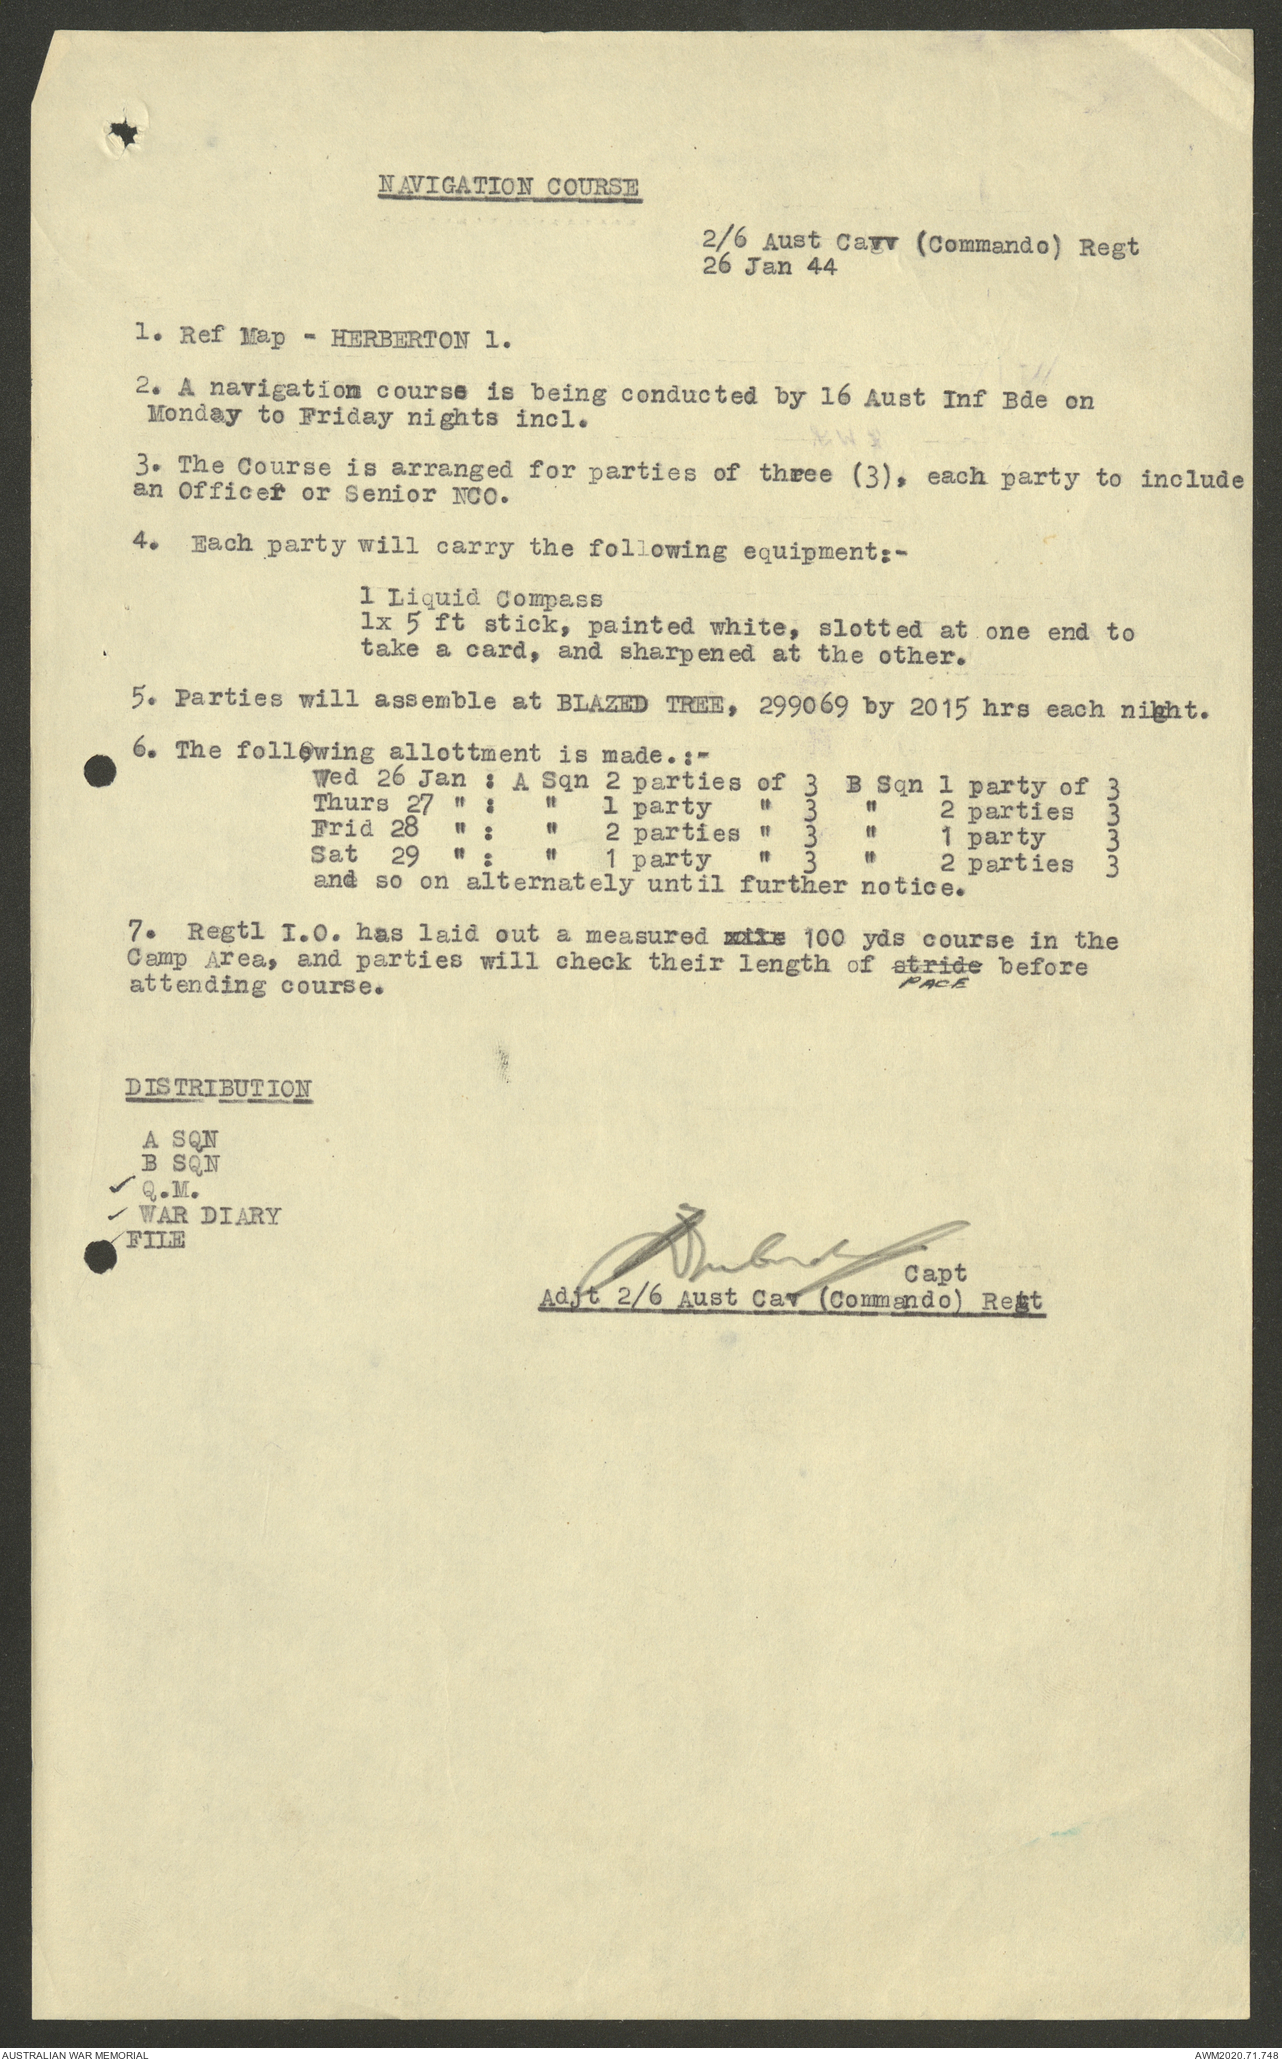 NAVIGATION COURSE
2/6 Aust Cavv (Commando) Regt
26 Jan 44
1. Ref Map - HERBERTON 1.
2. A navigation course is being conducted by 16 Aust Inf Bde on
Monday to Friday nights incl.
3. The Course is arranged for parties of three (3), each party to include
an Officer or Senior NCO.
4. Each party will carry the following equipment:-
1 Liquid Compass
1x 5 ft stick, painted white, slotted at one end to
take a card, and sharpened at the other.
5. Parties will assemble at BLAZED TREE, 299069 by 2015 hrs each night.
6. The following allottment is made.:-
Wed 26 Jan : A Sqn 2 parties of 3 B Sqn 1 party of 3
Thurs 27 " : " 1 party " 3 " 2 parties 3
Frid 28 " : " 2 parties " 3 " 1 party 3
Sat 29 " : " 1 party " 3 " 2 parties 3
and so on alternately until further notice.
7. Regtl I.O. has laid out a measured 100 yds course in the
Camp Area, and parties will check their length of stride before
PACE
attending course.
DISTRIBUTION
A SQN
B SQN
✓ Q.M.
✓ WAR DIARY
✓ FILE
Capt
Adjt 2/6 Aust Cav (Commando) Regt
AUSTRALIAN WAR MEMORIAL
AWM2020.71.748